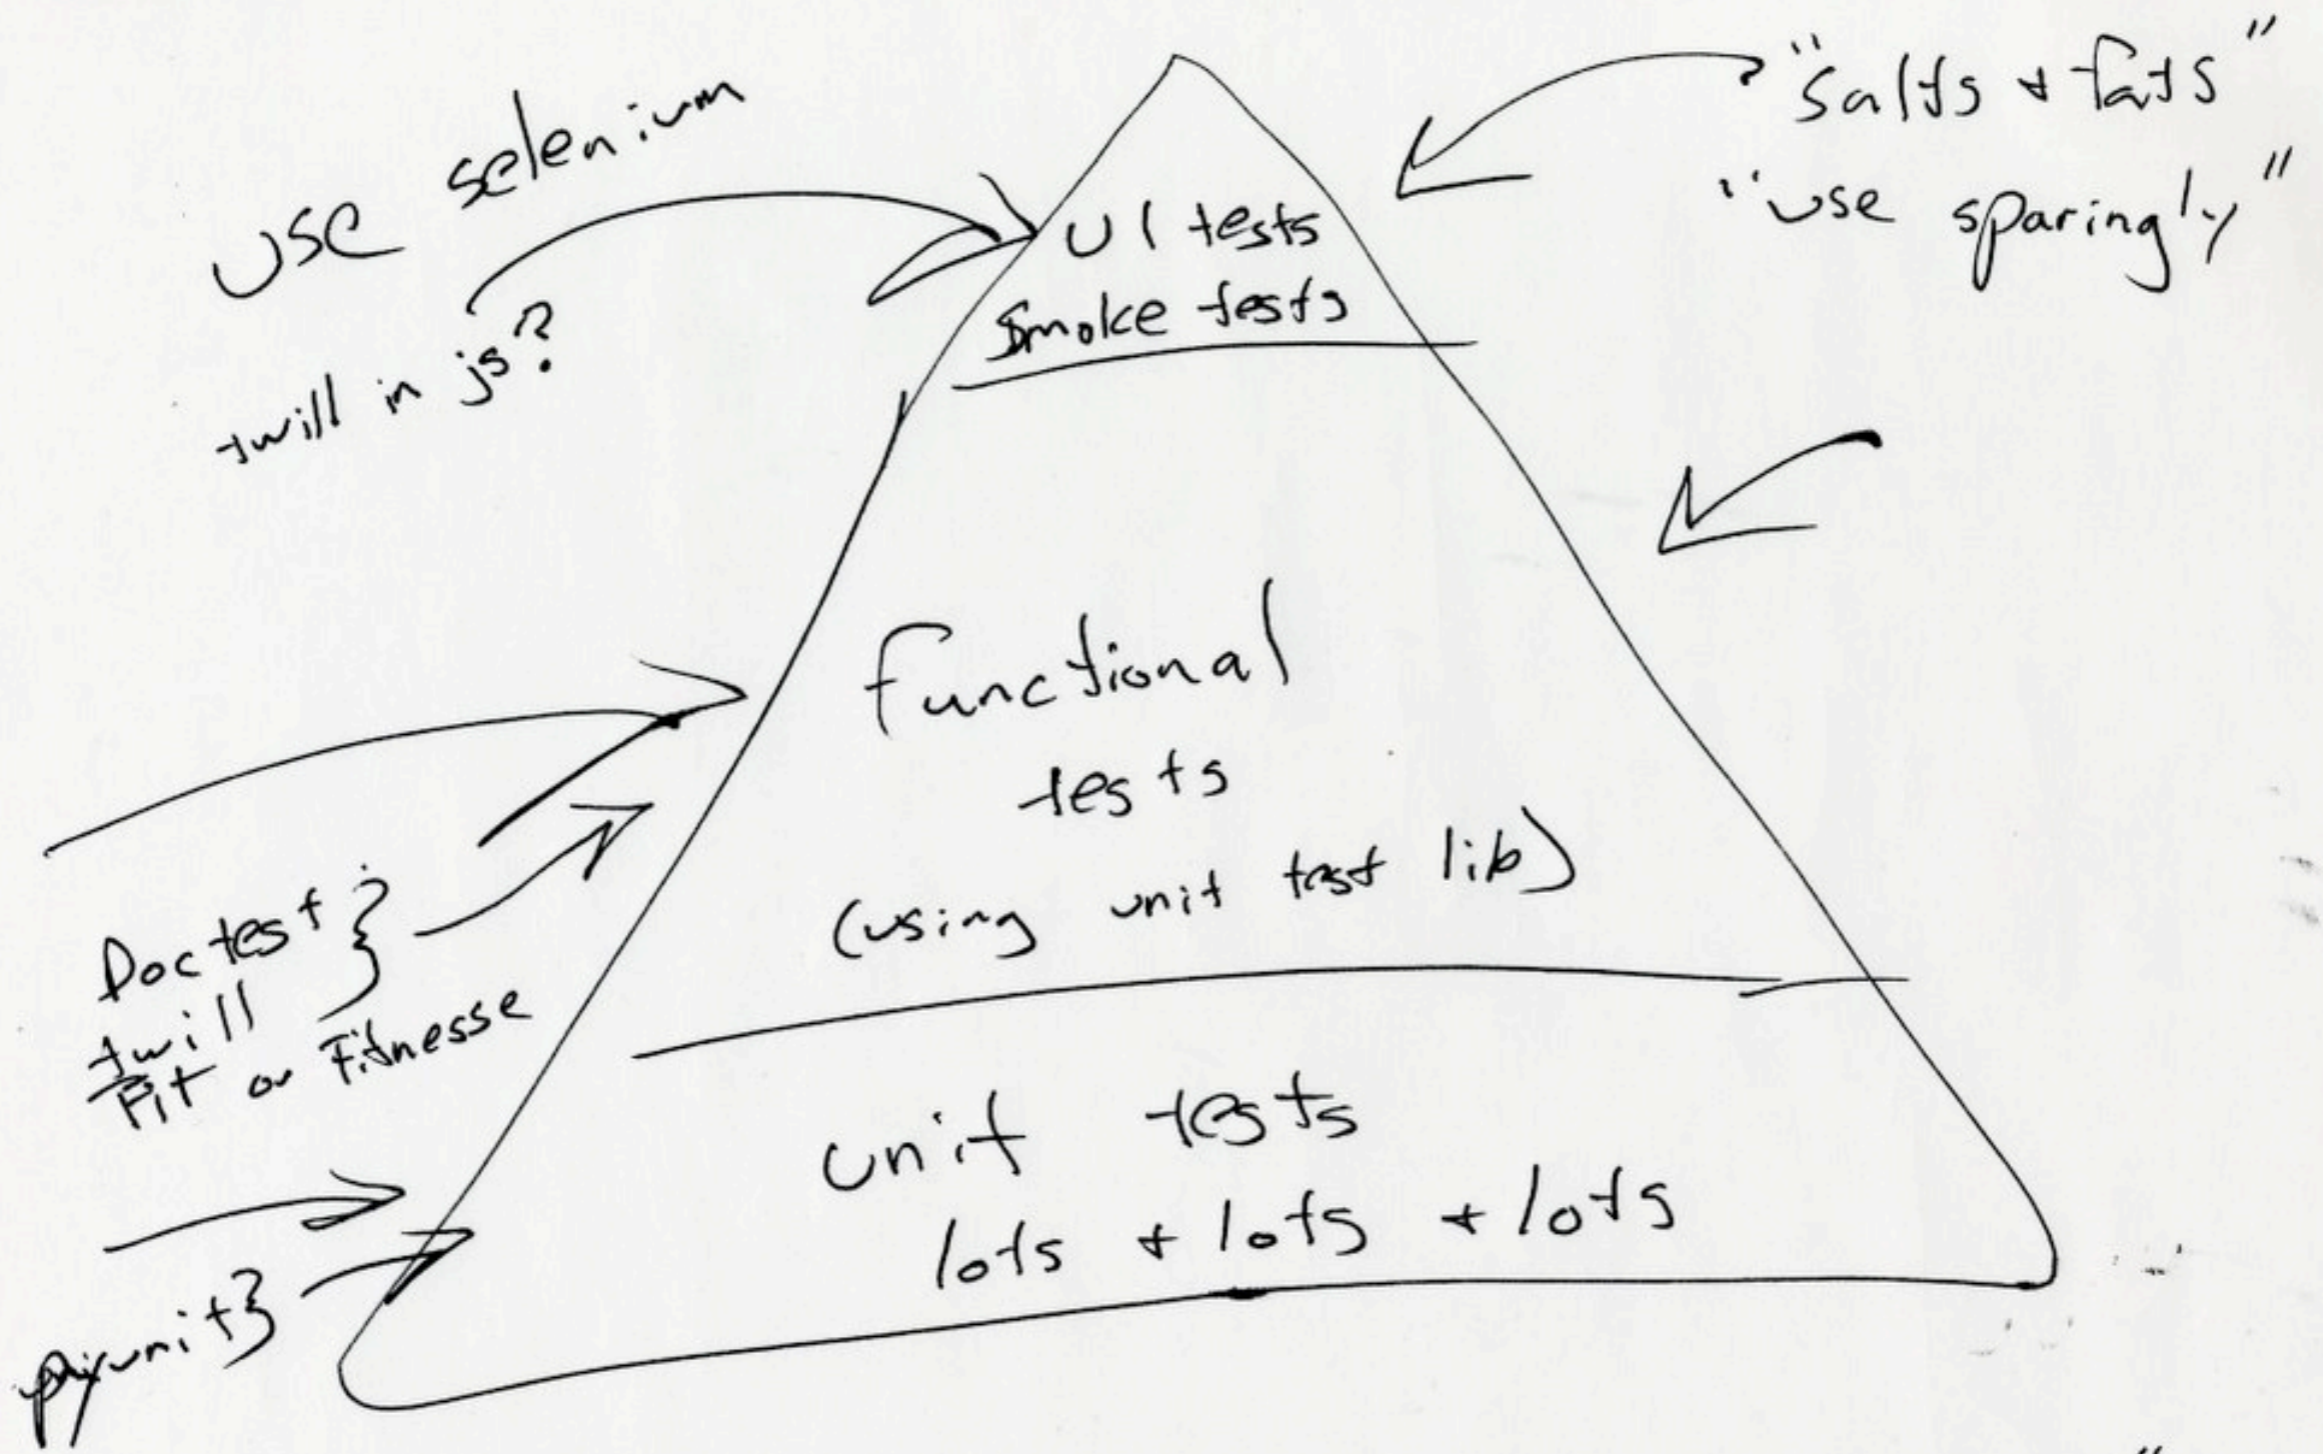 "salts + fats"
"use sparingly"
use selenium
twill in js?
UI tests
Smoke tests
functional
tests
(using unit test lib)
Doctest }
twill
Fit or Fitnesse
unit tests
lots + lots + lots
pyunit }